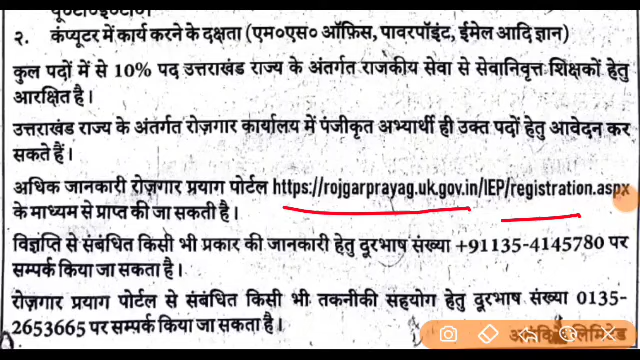 २. कंप्यूटर में कार्य करने के दक्षता (एम०एस० ऑफ़िस, पावरपॉइंट, ईमेल आदि ज्ञान)
कुल पदों में से 10% पद उत्तराखंड राज्य के अंतर्गत राजकीय सेवा से सेवानिवृत्त शिक्षकों हेतु
आरक्षित है।
उत्तराखंड राज्य के अंतर्गत रोज़गार कार्यालय में पंजीकृत अभ्यार्थी ही उक्त पदों हेतु आवेदन कर
सकते हैं।
अधिक जानकारी रोज़गार प्रयाग पोर्टल https://rojgarprayag.uk.gov.in/IEP/registration.aspx
के माध्यम से प्राप्त की जा सकती है।
विज्ञप्ति से संबंधित किसी भी प्रकार की जानकारी हेतु दूरभाष संख्या +91135-4145780 पर
सम्पर्क किया जा सकता है।
रोज़गार प्रयाग पोर्टल से संबंधित किसी भी तकनीकी सहयोग हेतु दूरभाष संख्या 0135-
2653665 पर सम्पर्क किया जा सकता है।
लिमिटेड